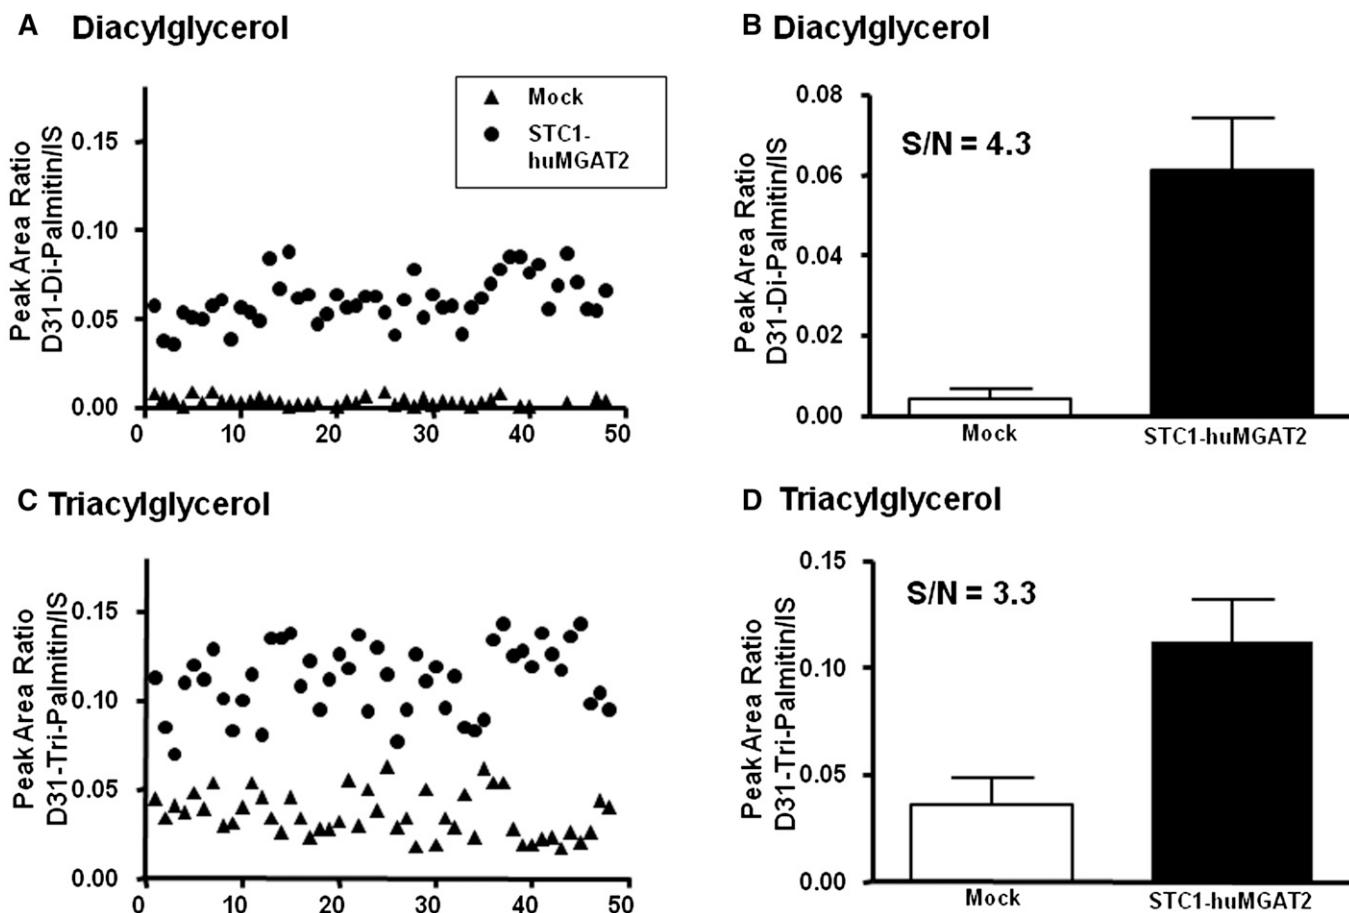 A Diacylglycerol
Peak Area Ratio
D31-Di-Palmitin/IS
0.15
0.10
0.05
0.00
Mock
STC1-
huMGAT2
0 10 20 30 40 50
B Diacylglycerol
Peak Area Ratio
D31-Di-Palmitin/IS
0.08
0.06
0.04
0.02
0.00
S/N = 4.3
Mock STC1-huMGAT2
C Triacylglycerol
Peak Area Ratio
D31-Tri-Palmitin/IS
0.15
0.10
0.05
0.00
0 10 20 30 40 50
D Triacylglycerol
Peak Area Ratio
D31-Tri-Palmitin/IS
0.15
0.10
0.05
0.00
S/N = 3.3
Mock STC1-huMGAT2